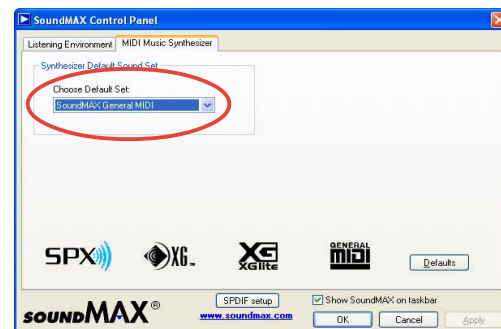 SoundMAX Control Panel
Listening Environment MIDI Music Synthesizer
Synthesizer Default Sound Set
Choose Default Set:
SoundMAX General MIDI
SPX XG XG XGlite GENERAL MIDI Defaults
SPDIF setup Show SoundMAX on taskbar
SOUNDMAX® www.soundmax.com OK Cancel Apply